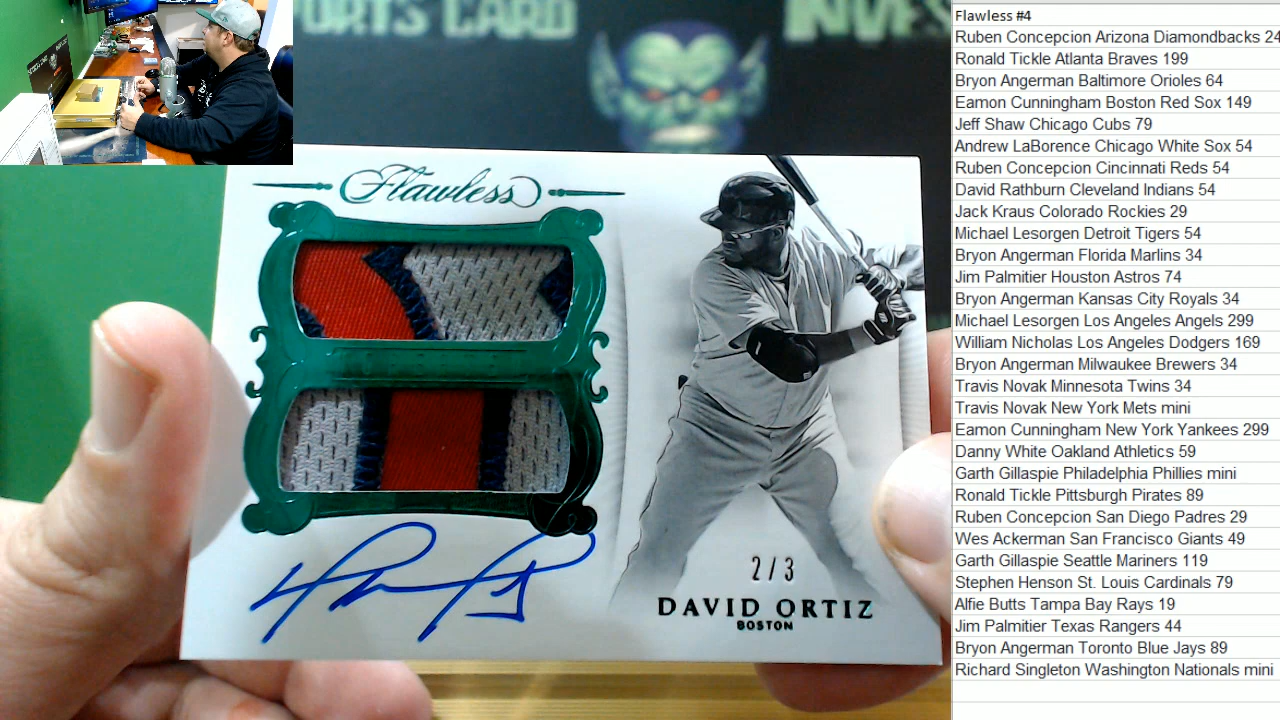 PORTS CARD INVES
Flawless
2/3
DAVID ORTIZ
BOSTON
Flawless #4
Ruben Concepcion Arizona Diamondbacks 24
Ronald Tickle Atlanta Braves 199
Bryon Angerman Baltimore Orioles 64
Eamon Cunningham Boston Red Sox 149
Jeff Shaw Chicago Cubs 79
Andrew LaBorence Chicago White Sox 54
Ruben Concepcion Cincinnati Reds 54
David Rathburn Cleveland Indians 54
Jack Kraus Colorado Rockies 29
Michael Lesorgen Detroit Tigers 54
Bryon Angerman Florida Marlins 34
Jim Palmitier Houston Astros 74
Bryon Angerman Kansas City Royals 34
Michael Lesorgen Los Angeles Angels 299
William Nicholas Los Angeles Dodgers 169
Bryon Angerman Milwaukee Brewers 34
Travis Novak Minnesota Twins 34
Travis Novak New York Mets mini
Eamon Cunningham New York Yankees 299
Danny White Oakland Athletics 59
Garth Gillaspie Philadelphia Phillies mini
Ronald Tickle Pittsburgh Pirates 89
Ruben Concepcion San Diego Padres 29
Wes Ackerman San Francisco Giants 49
Garth Gillaspie Seattle Mariners 119
Stephen Henson St. Louis Cardinals 79
Alfie Butts Tampa Bay Rays 19
Jim Palmitier Texas Rangers 44
Bryon Angerman Toronto Blue Jays 89
Richard Singleton Washington Nationals mini